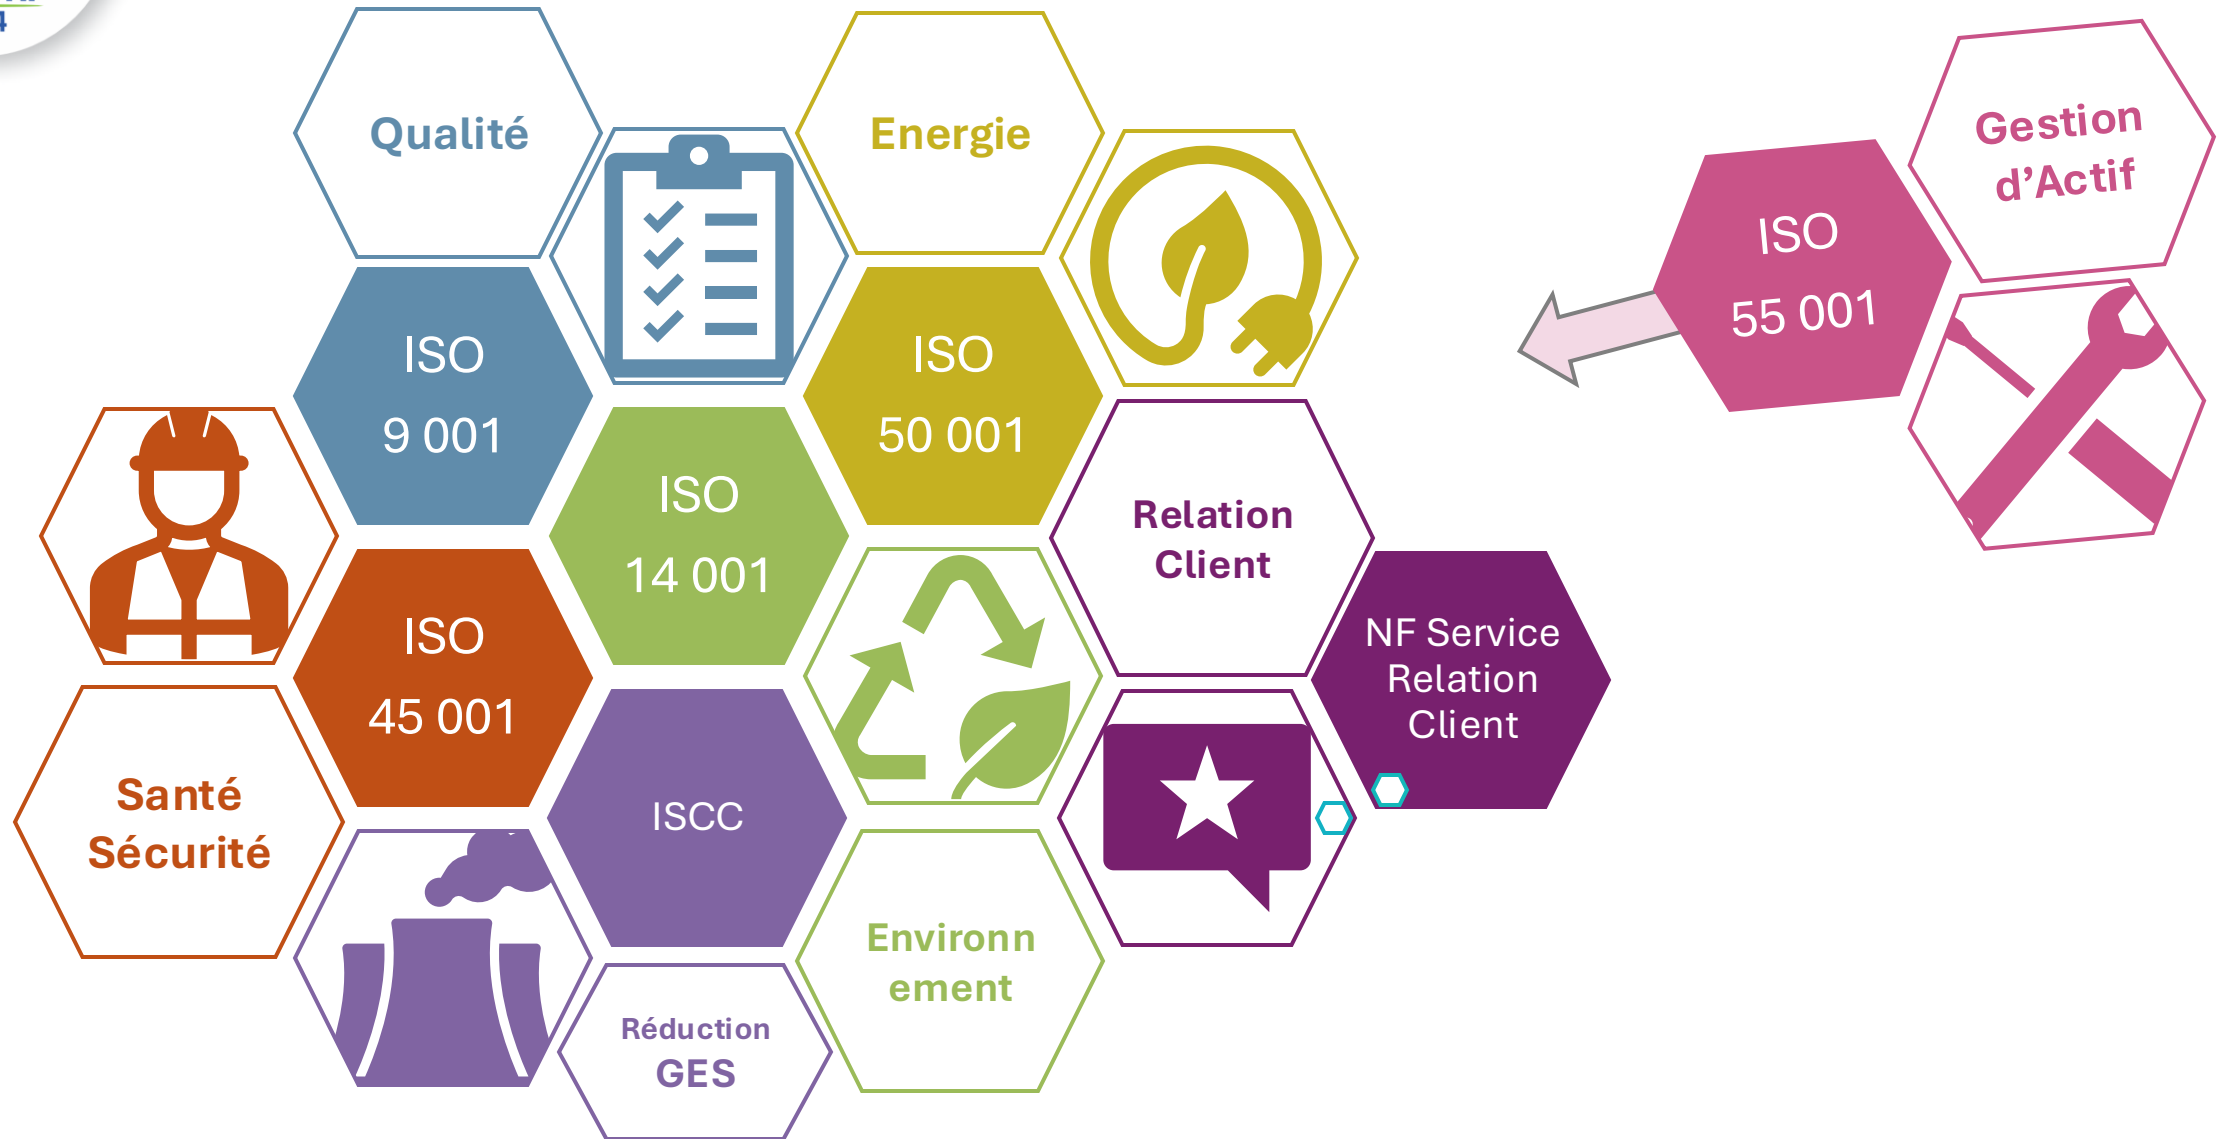 4
Qualité
Energie
Gestion
d’Actif
ISO
55 001
ISO
9 001
ISO
50 001
ISO
14 001
Relation
Client
ISO
45 001
NF Service
Relation
Client
Santé
Sécurité
ISCC
Environn
ement
Réduction
GES